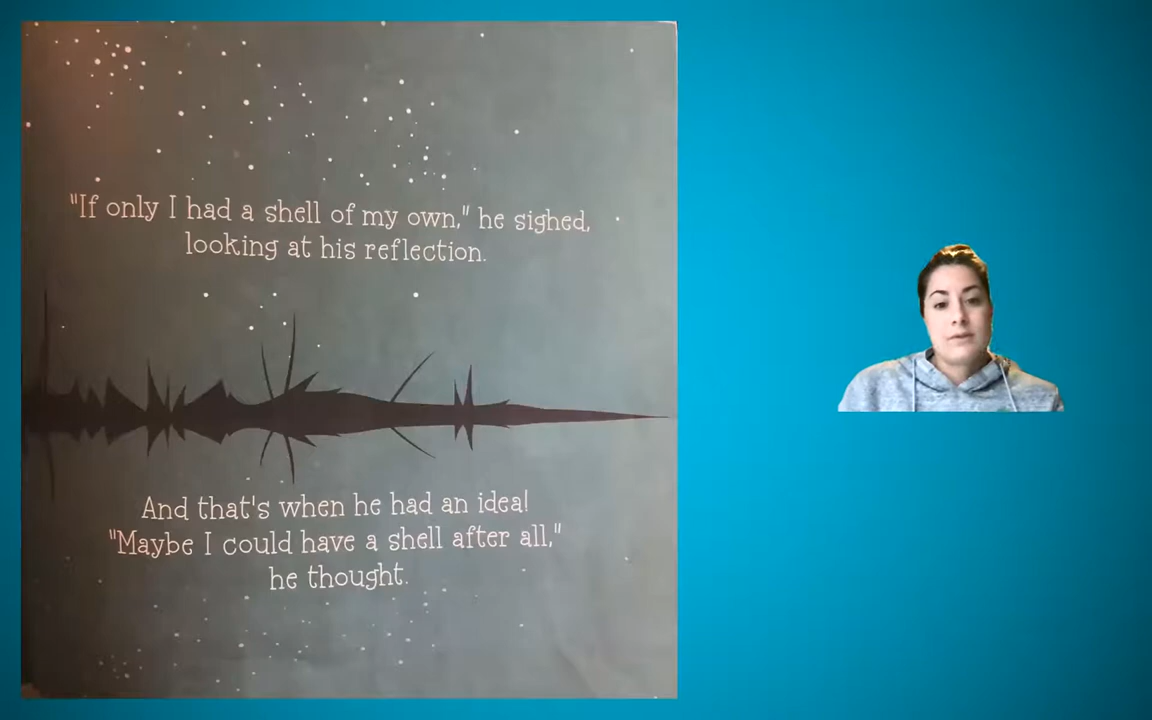 "If only I had a shell of my own," he sighed,
looking at his reflection.
And that's when he had an idea!
"Maybe I could have a shell after all,"
he thought.